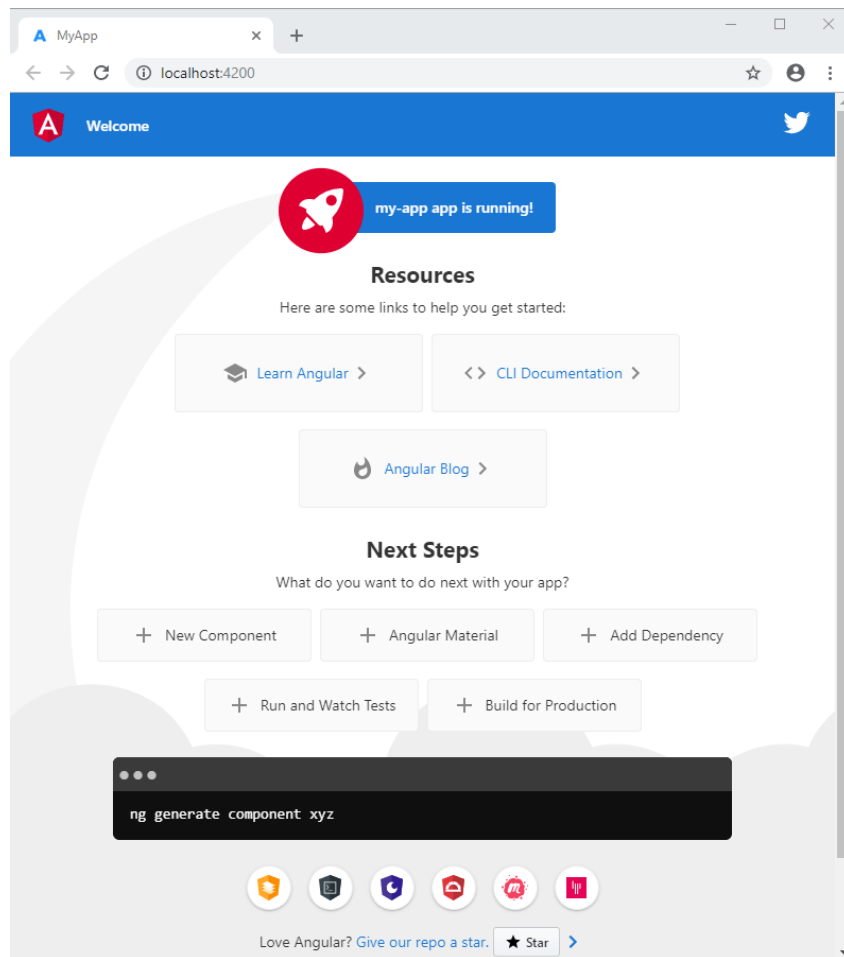 MyApp
localhost:4200
Welcome
my-app app is running!
Resources
Here are some links to help you get started:
Learn Angular
CLI Documentation
Angular Blog
Next Steps
What do you want to do next with your app?
New Component
Angular Material
Add Dependency
Run and Watch Tests
Build for Production
ng generate component xyz
Love Angular? Give our repo a star. Star